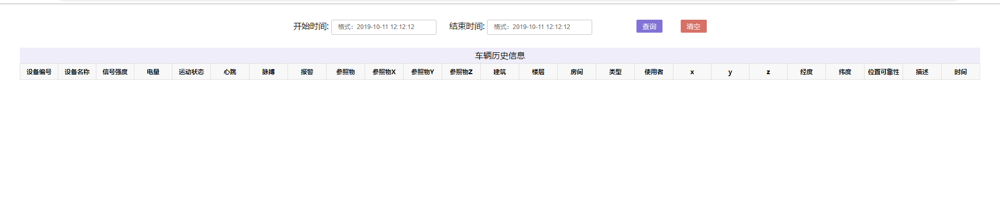 开始时间: 格式：2019-10-11 12:12:12 结束时间: 格式：2019-10-11 12:12:12 查询 清空
车辆历史信息
设备编号 设备名称 信号强度 电量 运动状态 心跳 脉搏 报警 参照物 参照物X 参照物Y 参照物Z 建筑 楼层 房间 类型 使用者 x y z 经度 纬度 位置可靠性 描述 时间